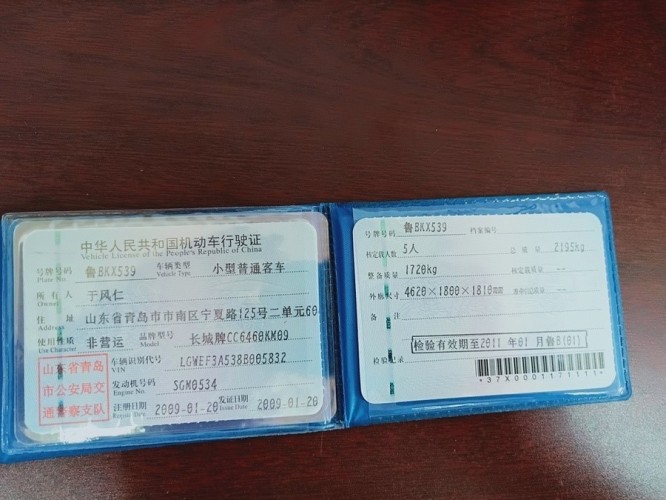 中华人民共和国机动车行驶证
Vehicle License of the People's Republic of China
号牌号码 鲁BKX539 车辆类型 小型普通客车
Plate No. Vehicle Type
所有人 于风仁
Owner
住址 山东省青岛市市南区宁夏路125号二单元60
Address
使用性质 非营运 品牌型号 长城牌CC6460KM09
Use Character Model
山东省青岛
市公安局交
通警察支队
车辆识别代号 LGWEF3A538B005832
VIN
发动机号码 SGM0534
Engine No.
注册日期 2009-01-20 发证日期 2009-01-20
Register Date Issue Date
号牌号码 鲁BKX539 档案编号
核定载人数 5人 总质量 2195kg
整备质量 1720kg 核定载质量 --
外廓尺寸 4620×1800×1810 --
备注
检验有效期至2011年01月鲁B(01)
检验记录
*37X0001171111*